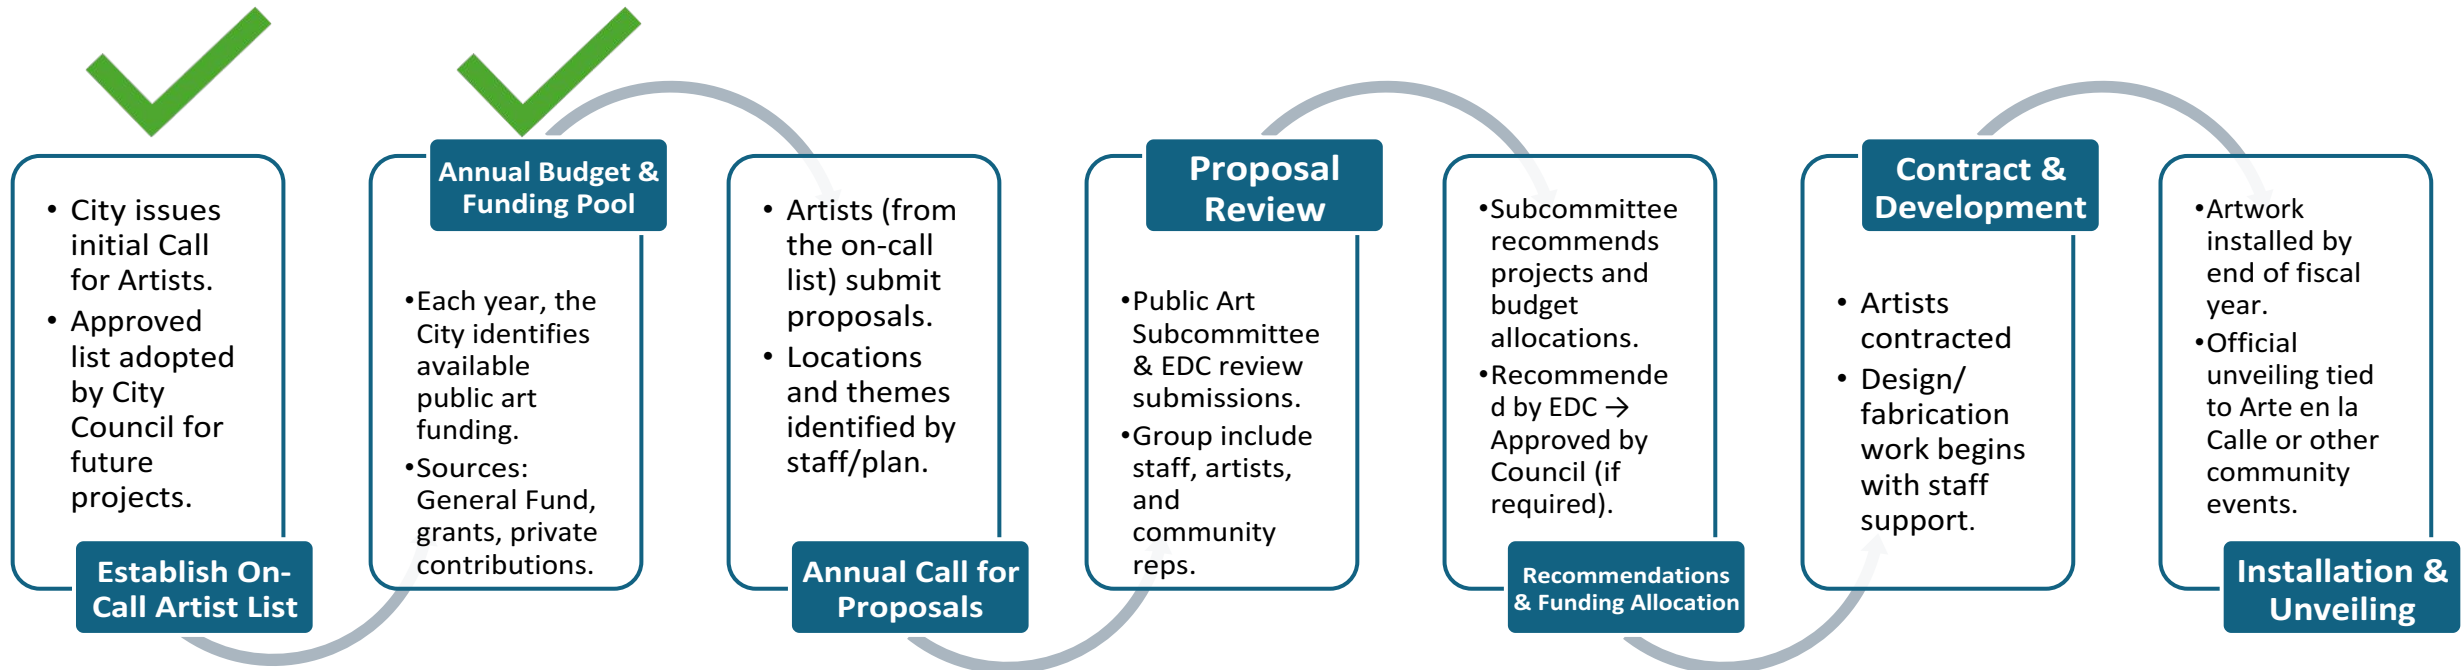 • City issues
initial Call
for Artists.
• Approved
list adopted
by City
Council for
future
projects.
Establish On-
Call Artist List
Annual Budget &
Funding Pool
•Each year, the
City identifies
available
public art
funding.
•Sources:
General Fund,
grants, private
contributions.
• Artists (from
the on-call
list) submit
proposals.
• Locations
and themes
identified by
staff/plan.
Annual Call for
Proposals
Proposal
Review
•Public Art
Subcommittee
& EDC review
submissions.
•Group include
staff, artists,
and
community
reps.
•Subcommittee
recommends
projects and
budget
allocations.
•Recommende
d by EDC →
Approved by
Council (if
required).
Recommendations
& Funding Allocation
Contract &
Development
• Artists
contracted
• Design/
fabrication
work begins
with staff
support.
•Artwork
installed by
end of fiscal
year.
•Official
unveiling tied
to Arte en la
Calle or other
community
events.
Installation &
Unveiling